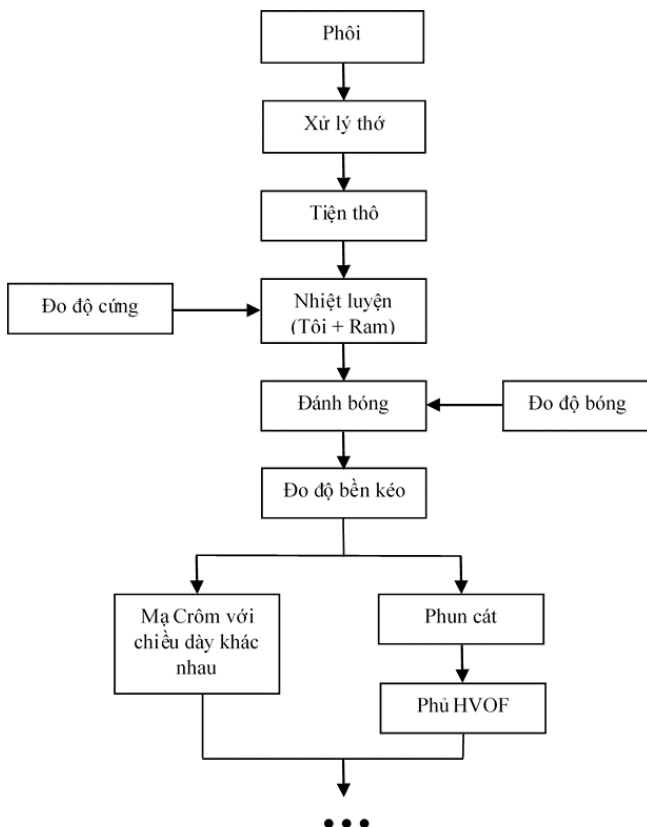 Phôi
Xử lý thớ
Tiện thô
Đo độ cứng
Nhiệt luyện
(Tôi + Ram)
Đánh bóng
Đo độ bóng
Đo độ bền kéo
Mạ Crôm với
chiều dày khác
nhau
Phun cát
Phủ HVOF